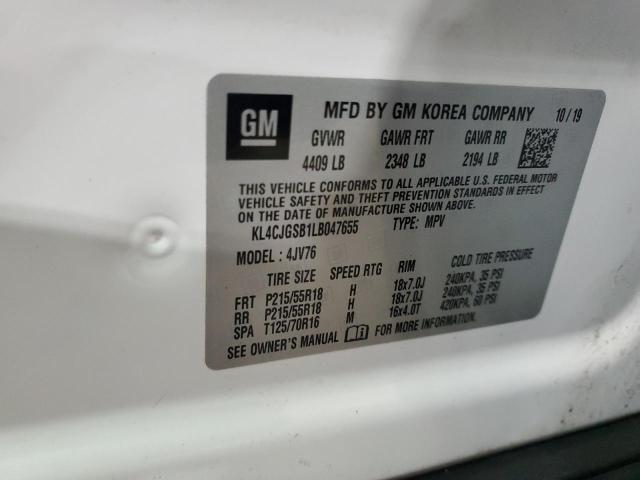 GM MFD BY GM KOREA COMPANY 10/19
GVWR GAWR FRT GAWR RR
4409 LB 2348 LB 2194 LB
THIS VEHICLE CONFORMS TO ALL APPLICABLE U.S. FEDERAL MOTOR
VEHICLE SAFETY AND THEFT PREVENTION STANDARDS IN EFFECT ON
THE DATE OF MANUFACTURE SHOWN ABOVE.
KL4CJGSB1LB047655 TYPE: MPV
MODEL: 4JV76
TIRE SIZE SPEED RTG RIM COLD TIRE PRESSURE
FRT P215/55R18 H 18x7.0J 240KPA, 35 PSI
RR P215/55R18 H 18x7.0J 240KPA, 35 PSI
SPA T125/70R16 M 16x4.0T 420KPA, 60 PSI
SEE OWNER'S MANUAL FOR MORE INFORMATION.